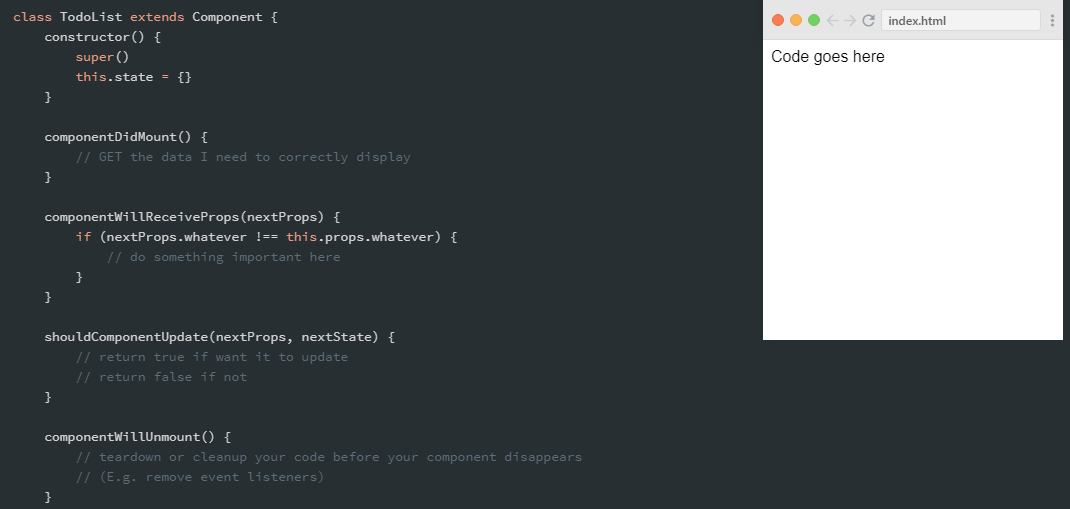 class TodoList extends Component {
    constructor() {
        super()
        this.state = {}
    }

    componentDidMount() {
        // GET the data I need to correctly display
    }

    componentWillReceiveProps(nextProps) {
        if (nextProps.whatever !== this.props.whatever) {
            // do something important here
        }
    }

    shouldComponentUpdate(nextProps, nextState) {
        // return true if want it to update
        // return false if not
    }

    componentWillUnmount() {
        // teardown or cleanup your code before your component disappears
        // (E.g. remove event listeners)
    }
index.html
Code goes here